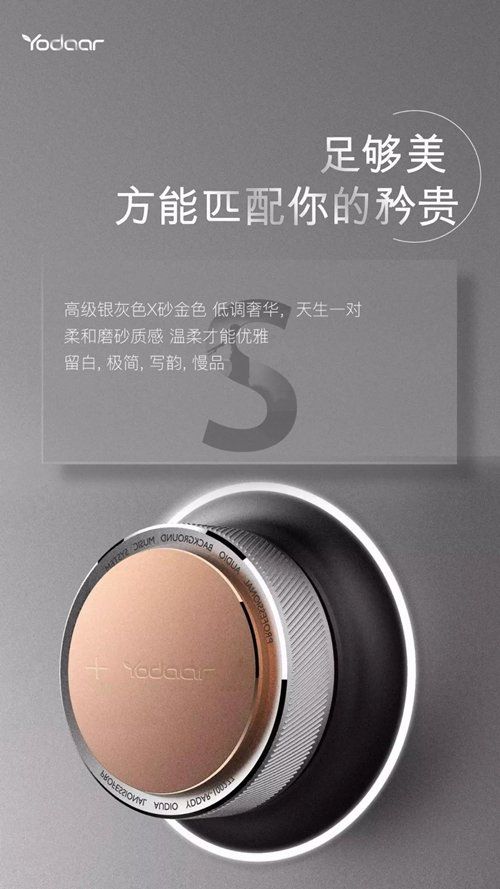 Yodaar
足够美
方能匹配你的矜贵
高级银灰色X砂金色 低调奢华，天生一对
柔和磨砂质感 温柔才能优雅
留白, 极简, 写韵, 慢品
S
PROFESSIONAL AUDIO BACKGROUND MUSIC SYSTEM
+ Yodaar
PROFESSIONAL AUDIO YODAR